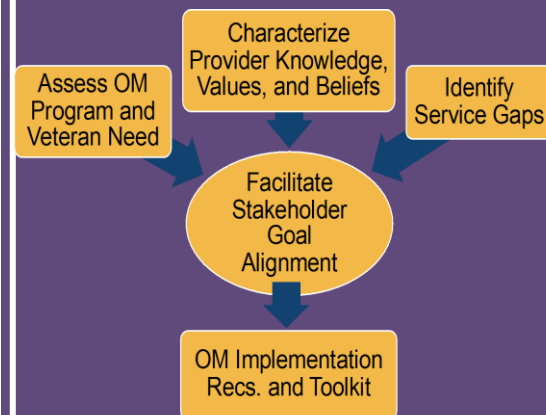 Characterize
Provider Knowledge,
Values, and Beliefs
Assess OM
Program and
Veteran Need
Identify
Service Gaps
Facilitate
Stakeholder
Goal
Alignment
OM Implementation
Recs. and Toolkit